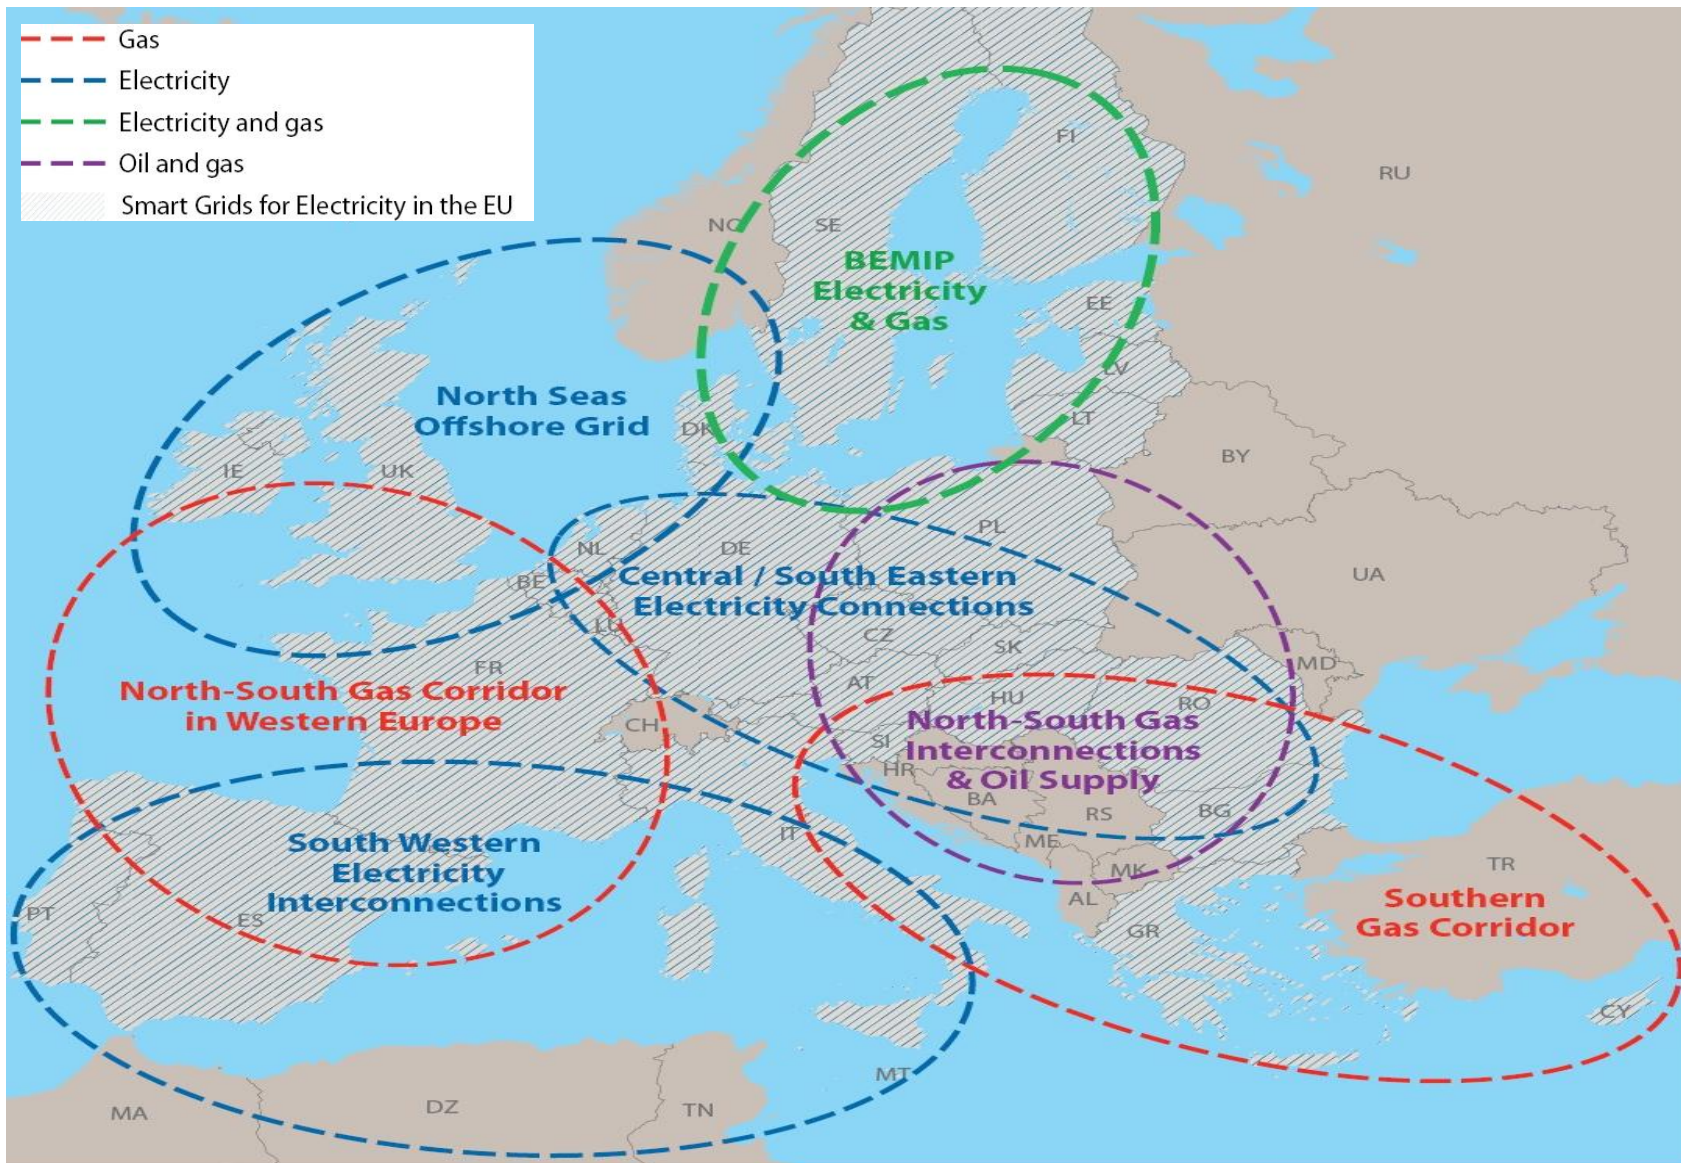 Gas
Electricity
Electricity and gas
Oil and gas
Smart Grids for Electricity in the EU
FI
RU
NO
SE
BEMIP
Electricity
& Gas
EE
LV
LT
North Seas
Offshore Grid
DK
BY
IE
UK
PL
NL
DE
BE
Central / South Eastern
Electricity Connections
UA
LU
CZ
SK
FR
MD
AT
HU
RO
North-South Gas Corridor
in Western Europe
CH
SI
North-South Gas
Interconnections
& Oil Supply
HR
BA
RS
BG
IT
ME
South Western
Electricity
Interconnections
MK
TR
AL
Southern
Gas Corridor
PT
ES
GR
CY
MT
MA
DZ
TN